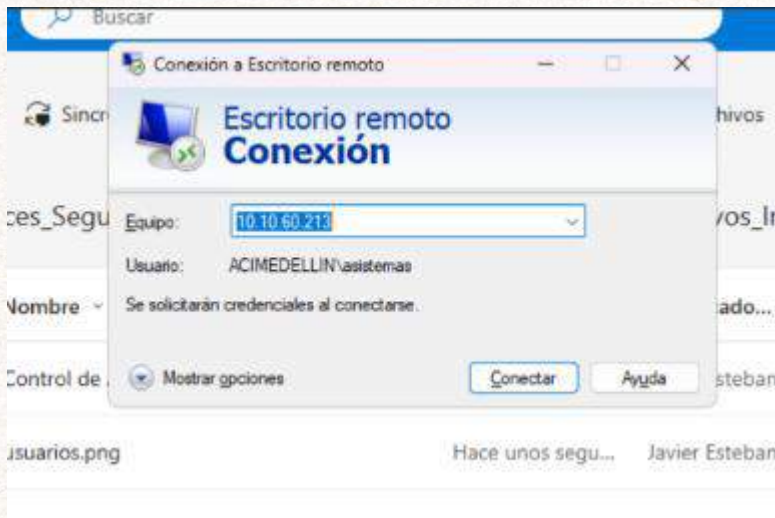 Buscar
Conexión a Escritorio remoto
Sincr
hivos
Escritorio remoto
Conexión
ces_Segu
vos_Ir
Equipo: 10.10.60.213
Usuario: ACIMEDELLIN\asistemas
Nombre
ado...
Se solicitarán credenciales al conectarse.
Control de
Mostrar opciones
Conectar
Ayuda
steban
usuarios.png
Hace unos segu...
Javier Esteban